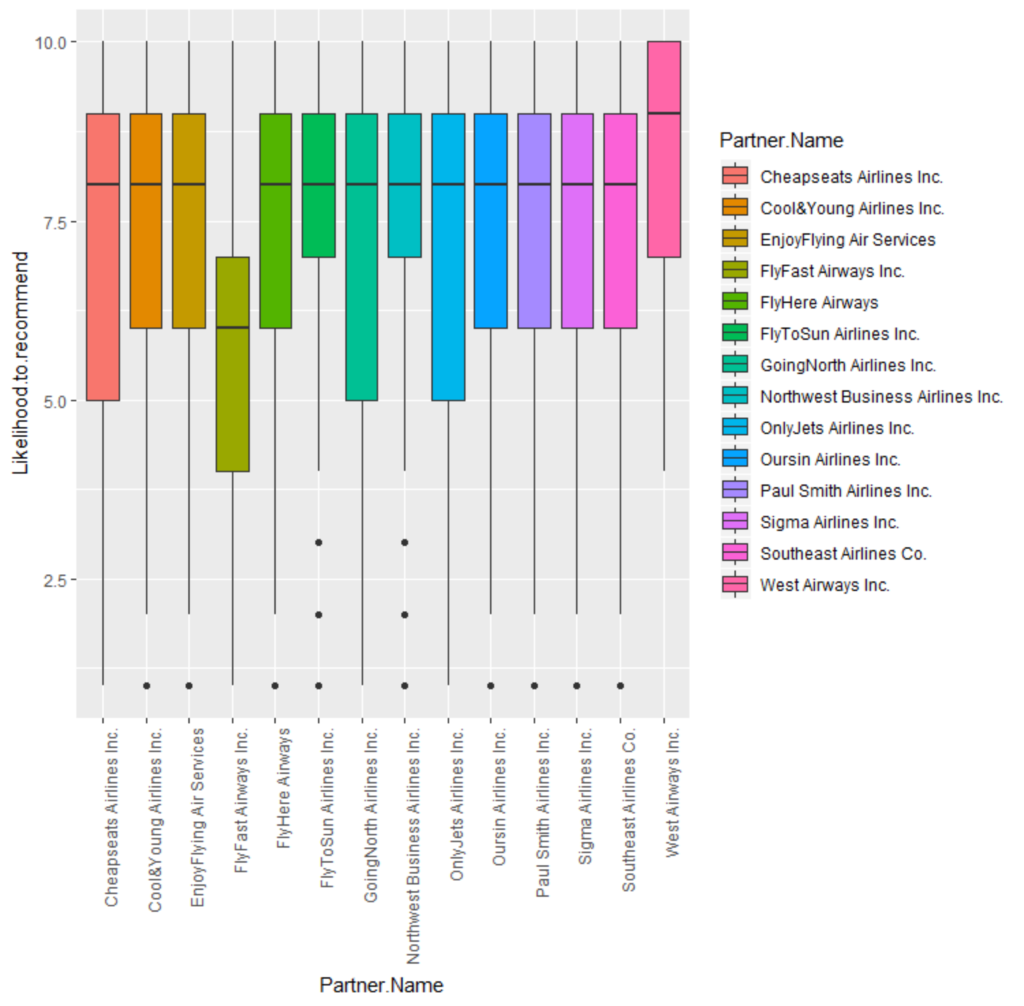 Likelihood.to.recommend
10.0
7.5
5.0
2.5
Cheapseats Airlines Inc.
Cool&Young Airlines Inc.
EnjoyFlying Air Services
FlyFast Airways Inc.
FlyHere Airways
FlyToSun Airlines Inc.
GoingNorth Airlines Inc.
Northwest Business Airlines Inc.
OnlyJets Airlines Inc.
Oursin Airlines Inc.
Paul Smith Airlines Inc.
Sigma Airlines Inc.
Southeast Airlines Co.
West Airways Inc.
Partner.Name
Partner.Name
Cheapseats Airlines Inc.
Cool&Young Airlines Inc.
EnjoyFlying Air Services
FlyFast Airways Inc.
FlyHere Airways
FlyToSun Airlines Inc.
GoingNorth Airlines Inc.
Northwest Business Airlines Inc.
OnlyJets Airlines Inc.
Oursin Airlines Inc.
Paul Smith Airlines Inc.
Sigma Airlines Inc.
Southeast Airlines Co.
West Airways Inc.